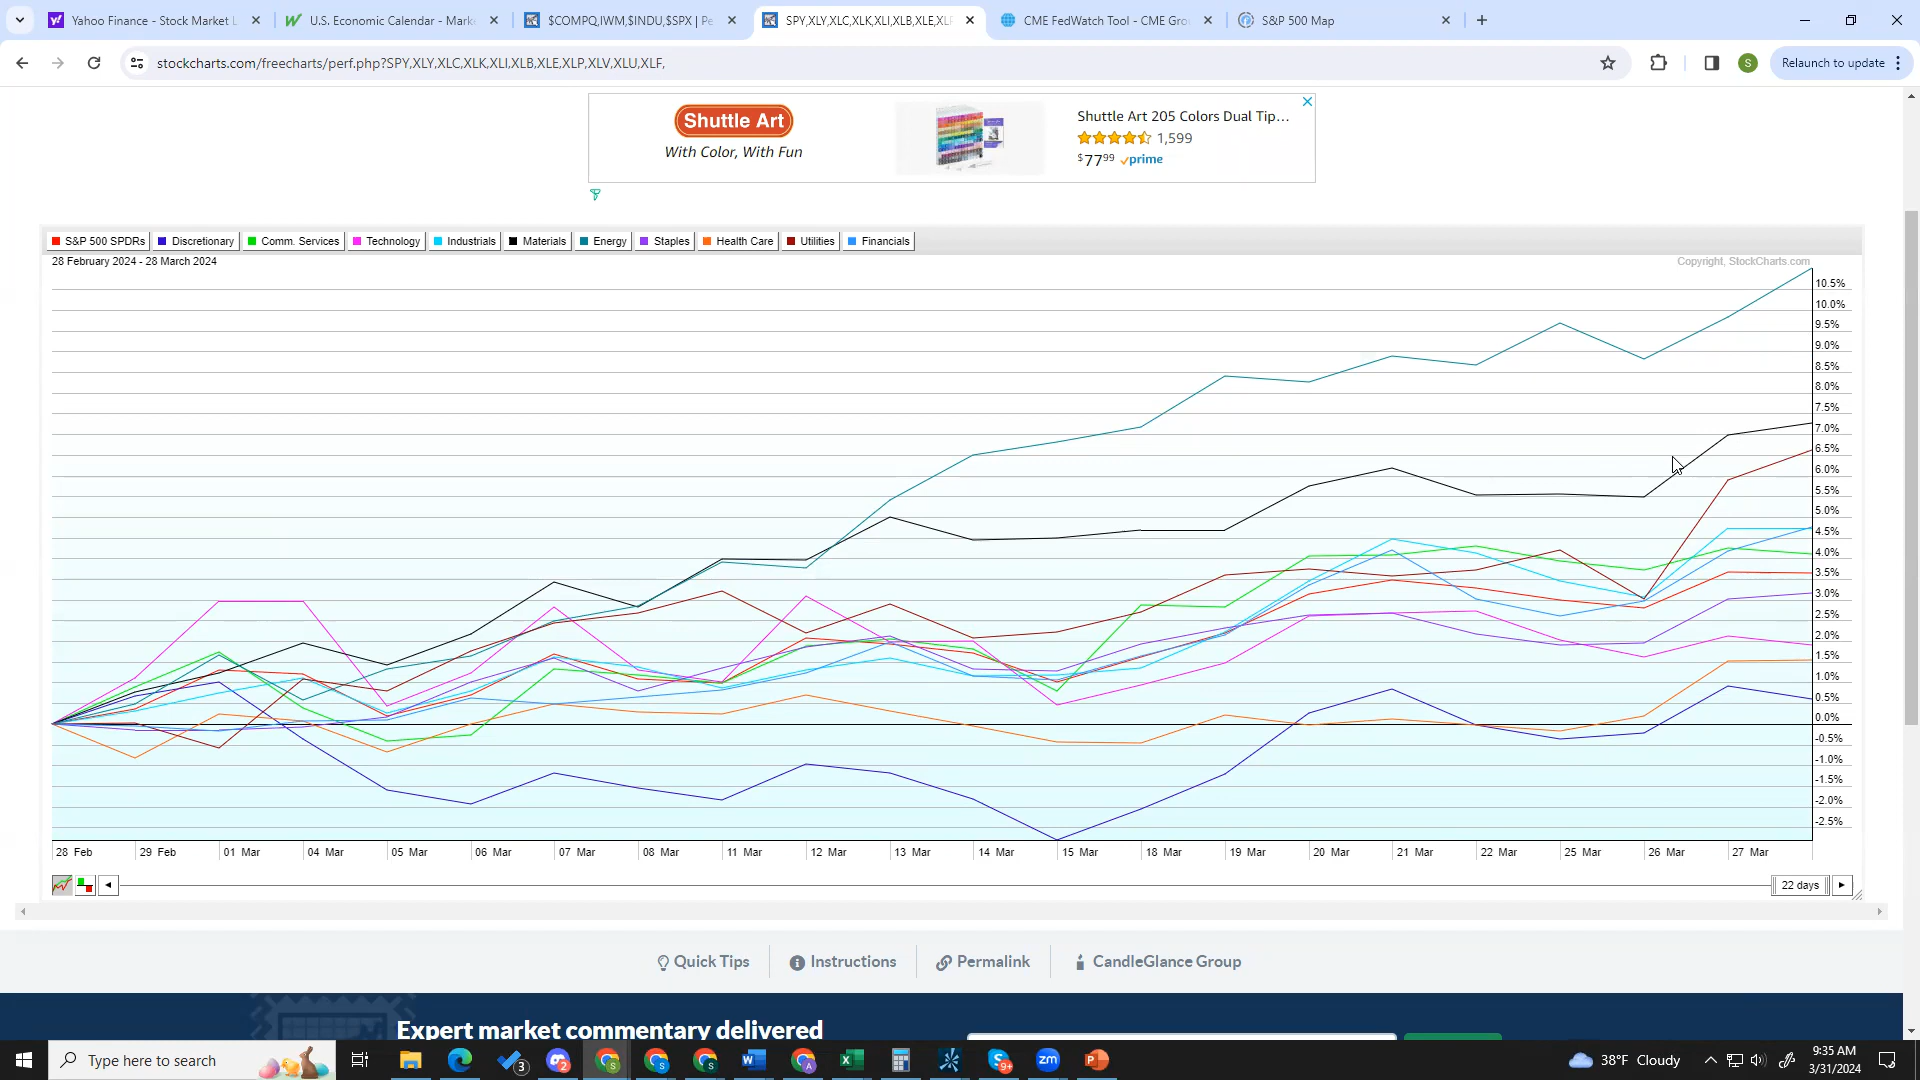 Yahoo Finance - Stock Market L
U.S. Economic Calendar - Mark
$COMPQ,IWM,$INDU,$SPX | Pe
SPY,XLY,XLC,XLK,XLI,XLB,XLE,XLP
CME FedWatch Tool - CME Gro
S&P 500 Map
stockcharts.com/freecharts/perf.php?SPY,XLY,XLC,XLK,XLI,XLB,XLE,XLP,XLV,XLU,XLF,
S
Relaunch to update
Shuttle Art
With Color, With Fun
Shuttle Art 205 Colors Dual Tip...
1,599
$7799 prime
S&P 500 SPDRs
Discretionary
Comm. Services
Technology
Industrials
Materials
Energy
Staples
Health Care
Utilities
Financials
28 February 2024 - 28 March 2024
Copyright, StockCharts.com
10.5%
10.0%
9.5%
9.0%
8.5%
8.0%
7.5%
7.0%
6.5%
6.0%
5.5%
5.0%
4.5%
4.0%
3.5%
3.0%
2.5%
2.0%
1.5%
1.0%
0.5%
0.0%
-0.5%
-1.0%
-1.5%
-2.0%
-2.5%
28 Feb
29 Feb
01 Mar
04 Mar
05 Mar
06 Mar
07 Mar
08 Mar
11 Mar
12 Mar
13 Mar
14 Mar
15 Mar
18 Mar
19 Mar
20 Mar
21 Mar
22 Mar
25 Mar
26 Mar
27 Mar
22 days
Quick Tips
Instructions
Permalink
CandleGlance Group
Expert market commentary delivered
Type here to search
3
2
9+
zm
38°F Cloudy
9:35 AM
3/31/2024